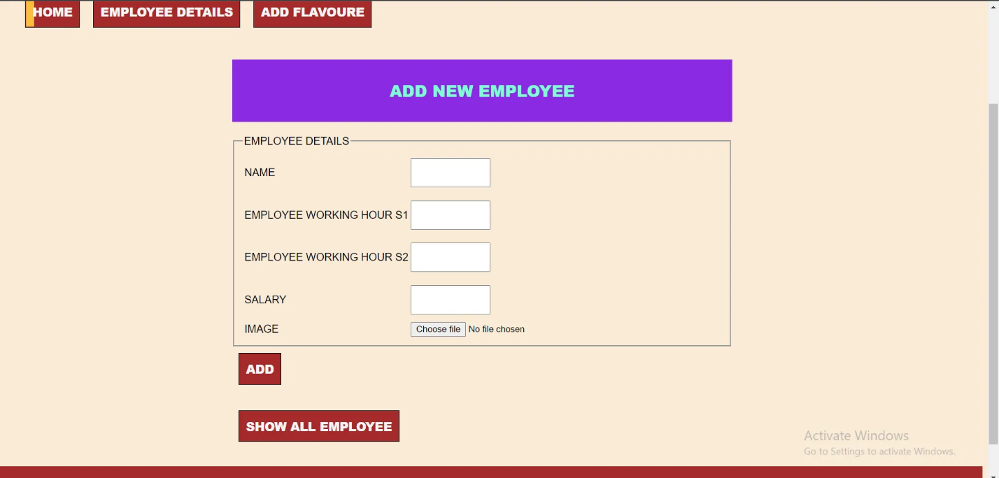 HOME EMPLOYEE DETAILS ADD FLAVOURE
ADD NEW EMPLOYEE
EMPLOYEE DETAILS
NAME
EMPLOYEE WORKING HOUR S1
EMPLOYEE WORKING HOUR S2
SALARY
IMAGE Choose file No file chosen
ADD
SHOW ALL EMPLOYEE
Activate Windows
Go to Settings to activate Windows.